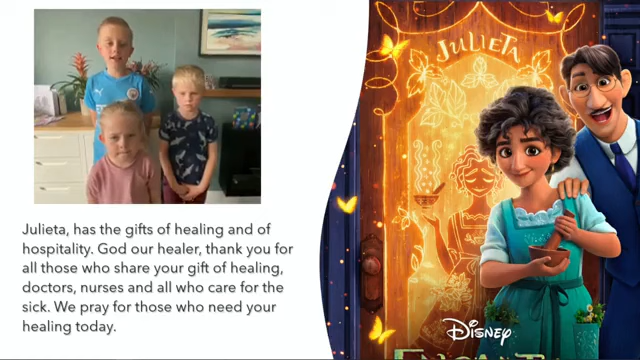 Julieta, has the gifts of healing and of
hospitality. God our healer, thank you for
all those who share your gift of healing,
doctors, nurses and all who care for the
sick. We pray for those who need your
healing today.
JULIETA
Disney